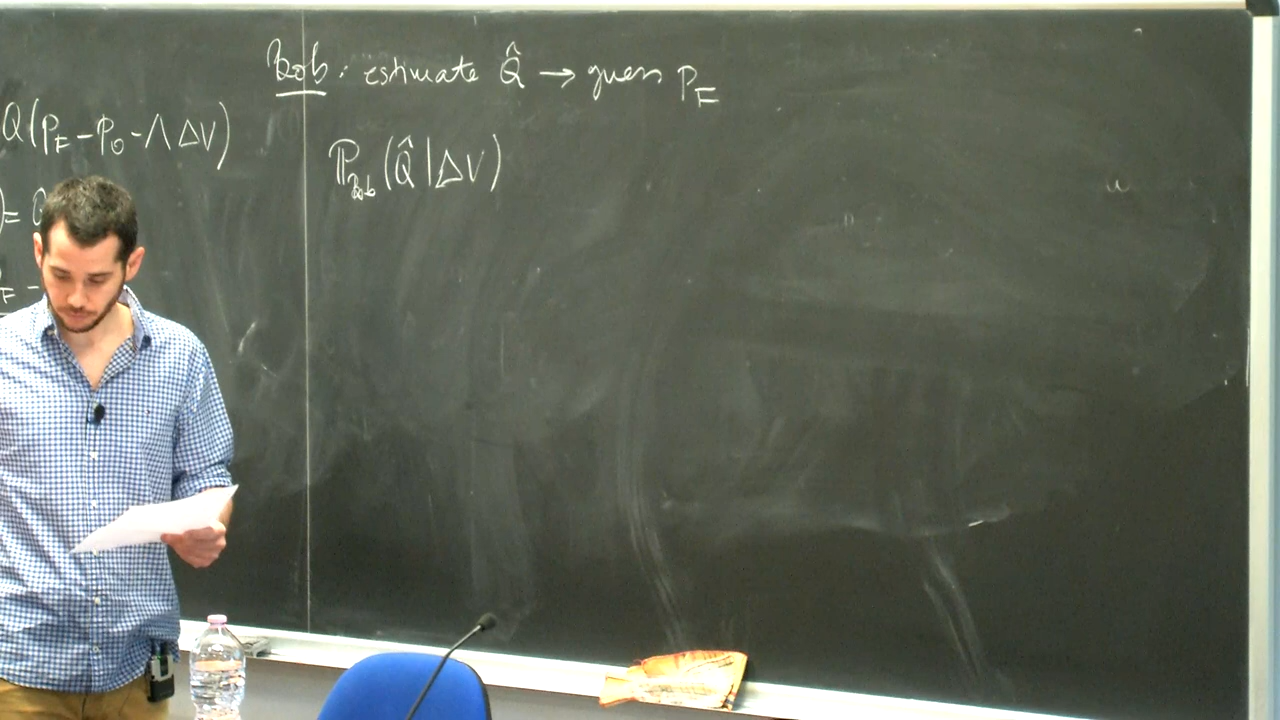 Bob: estimate Q̂ → guess P_F
Q(P_F - P_0 - Λ ΔV)
ℙ_Bob(Q̂ | ΔV)
) =
F -